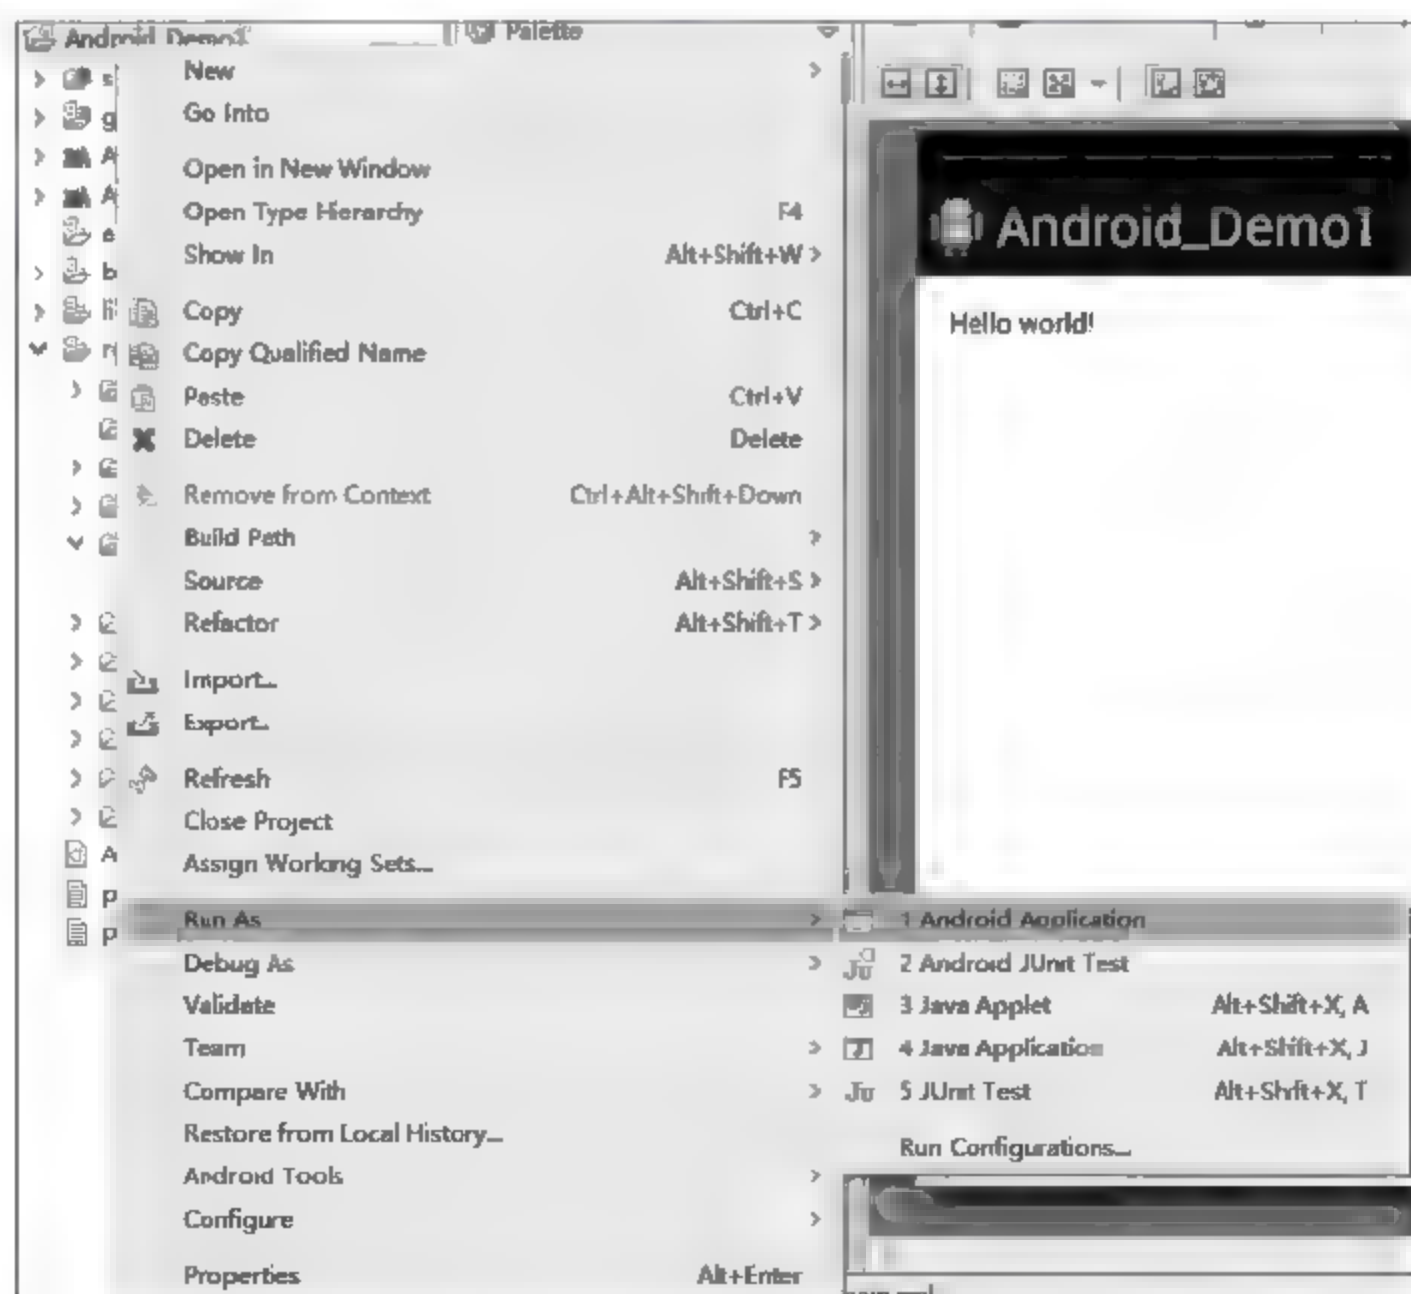 Android_Demo1
Palette
New
Go Into
Open in New Window
Open Type Hierarchy F4
Show In Alt+Shift+W
Copy Ctrl+C
Copy Qualified Name
Paste Ctrl+V
Delete Delete
Remove from Context Ctrl+Alt+Shift+Down
Build Path
Source Alt+Shift+S
Refactor Alt+Shift+T
Import...
Export...
Refresh F5
Close Project
Assign Working Sets...
Run As
Debug As
Validate
Team
Compare With
Restore from Local History...
Android Tools
Configure
Properties Alt+Enter
Android_Demo1
Hello world!
1 Android Application
2 Android JUnit Test
3 Java Applet Alt+Shift+X, A
4 Java Application Alt+Shift+X, J
5 JUnit Test Alt+Shift+X, T
Run Configurations...